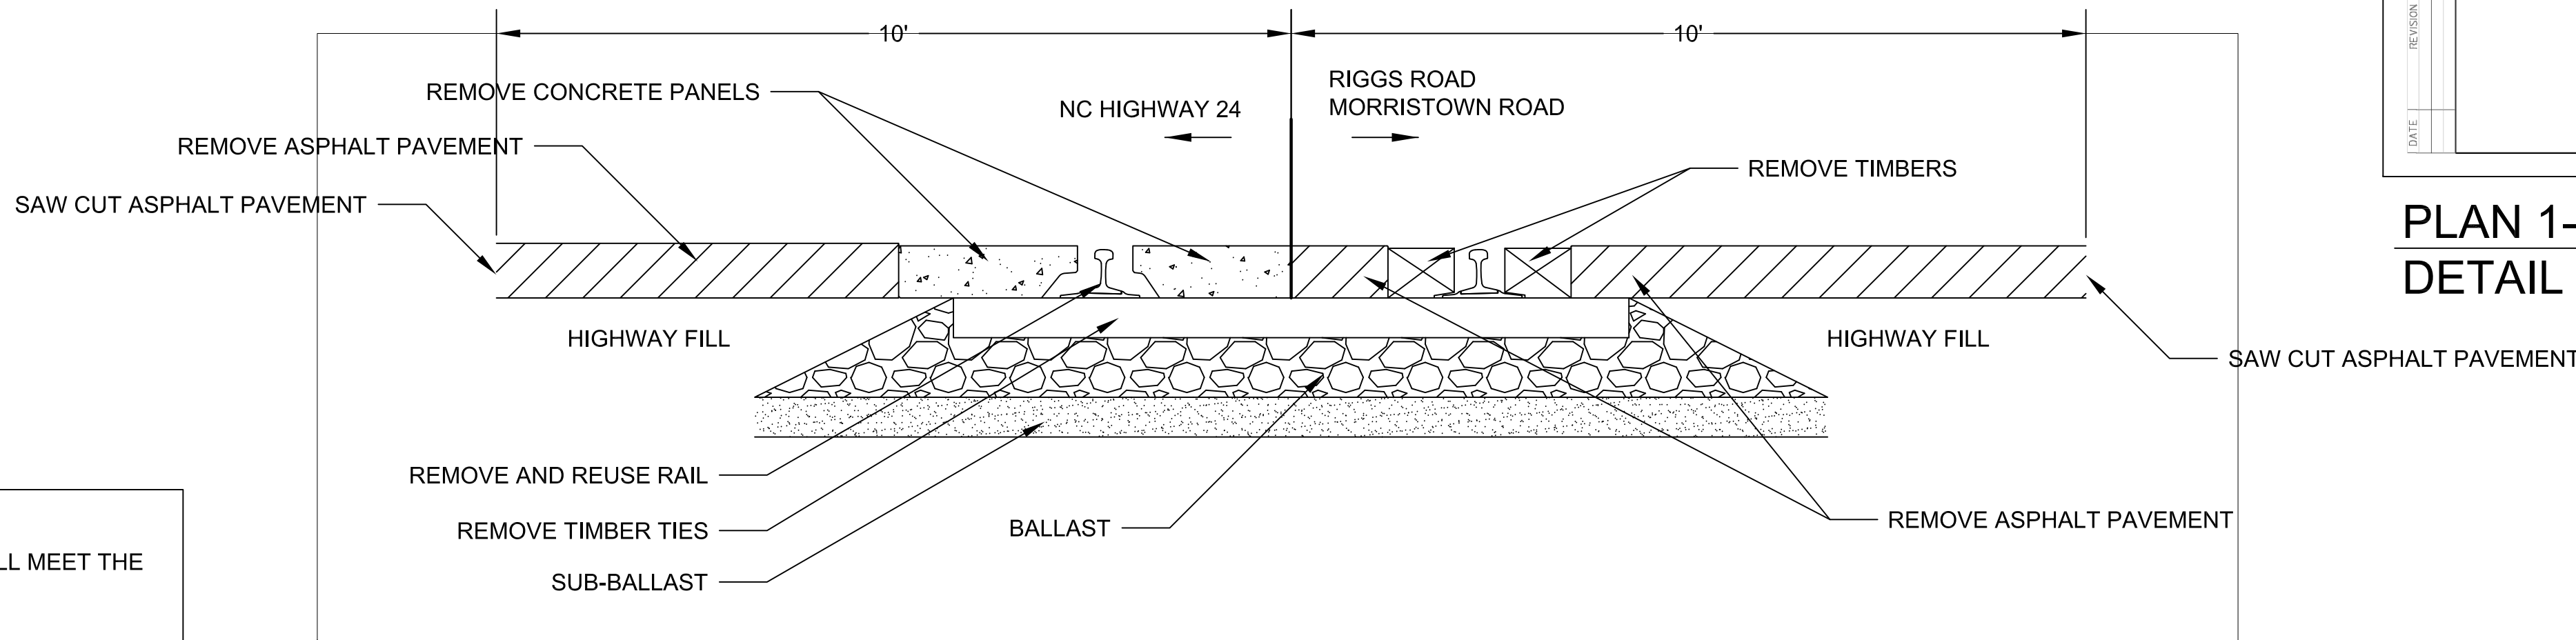 10'
10'
REVISION
DATE
REMOVE CONCRETE PANELS
NC HIGHWAY 24
RIGGS ROAD
MORRISTOWN ROAD
REMOVE ASPHALT PAVEMENT
REMOVE TIMBERS
SAW CUT ASPHALT PAVEMENT
PLAN 1-
DETAIL
HIGHWAY FILL
HIGHWAY FILL
SAW CUT ASPHALT PAVEMENT
REMOVE AND REUSE RAIL
REMOVE TIMBER TIES
BALLAST
REMOVE ASPHALT PAVEMENT
LL MEET THE
SUB-BALLAST